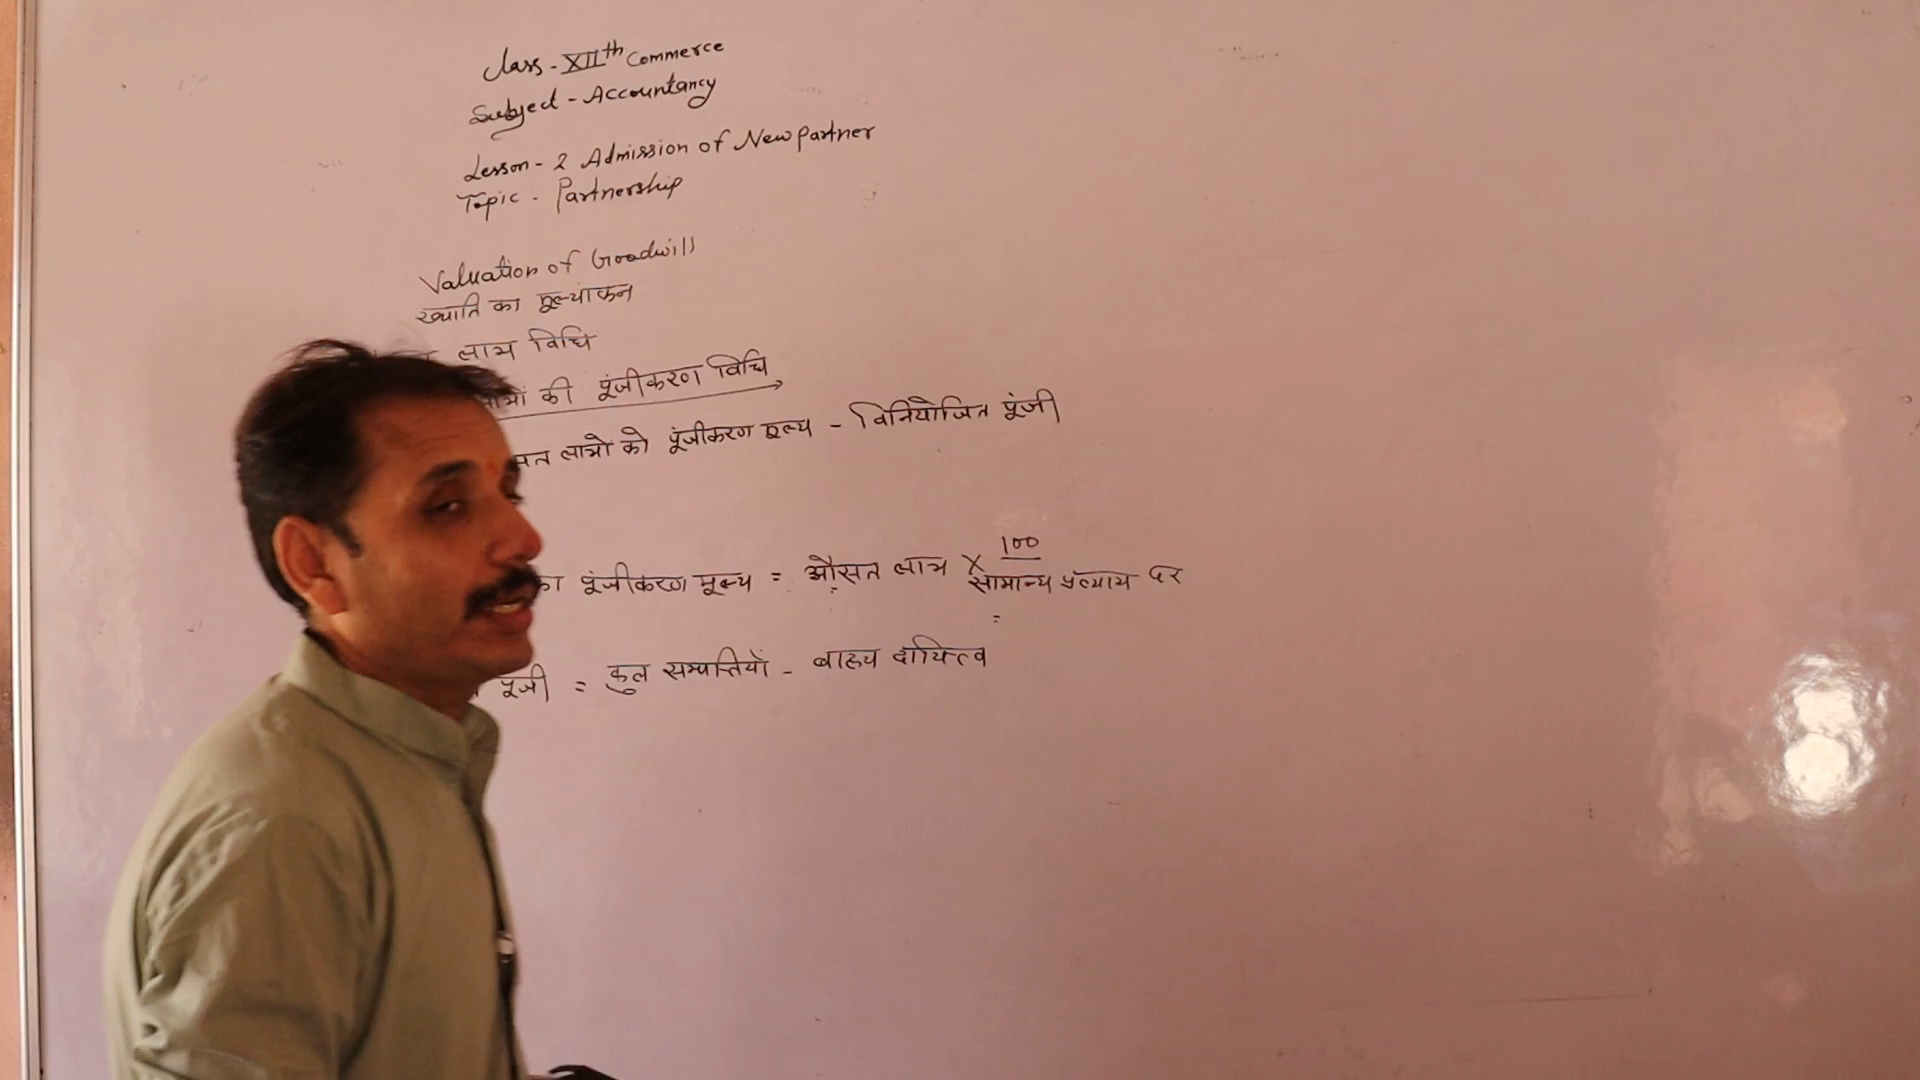 Class - XIIth Commerce
Subject - Accountancy
Lesson - 2 Admission of New Partner
Topic - Partnership
Valuation of Goodwill
ख्याति का मूल्यांकन
लाभ विधि
की पूंजीकरण विधि
लाभो को पूंजीकरण मूल्य - विनियोजित पूंजी
का पूंजीकरण मूल्य = औसत लाभ X 100
सामान्य प्रत्याय दर
=
पूंजी = कुल सम्पत्तियों - बाह्य दायित्व